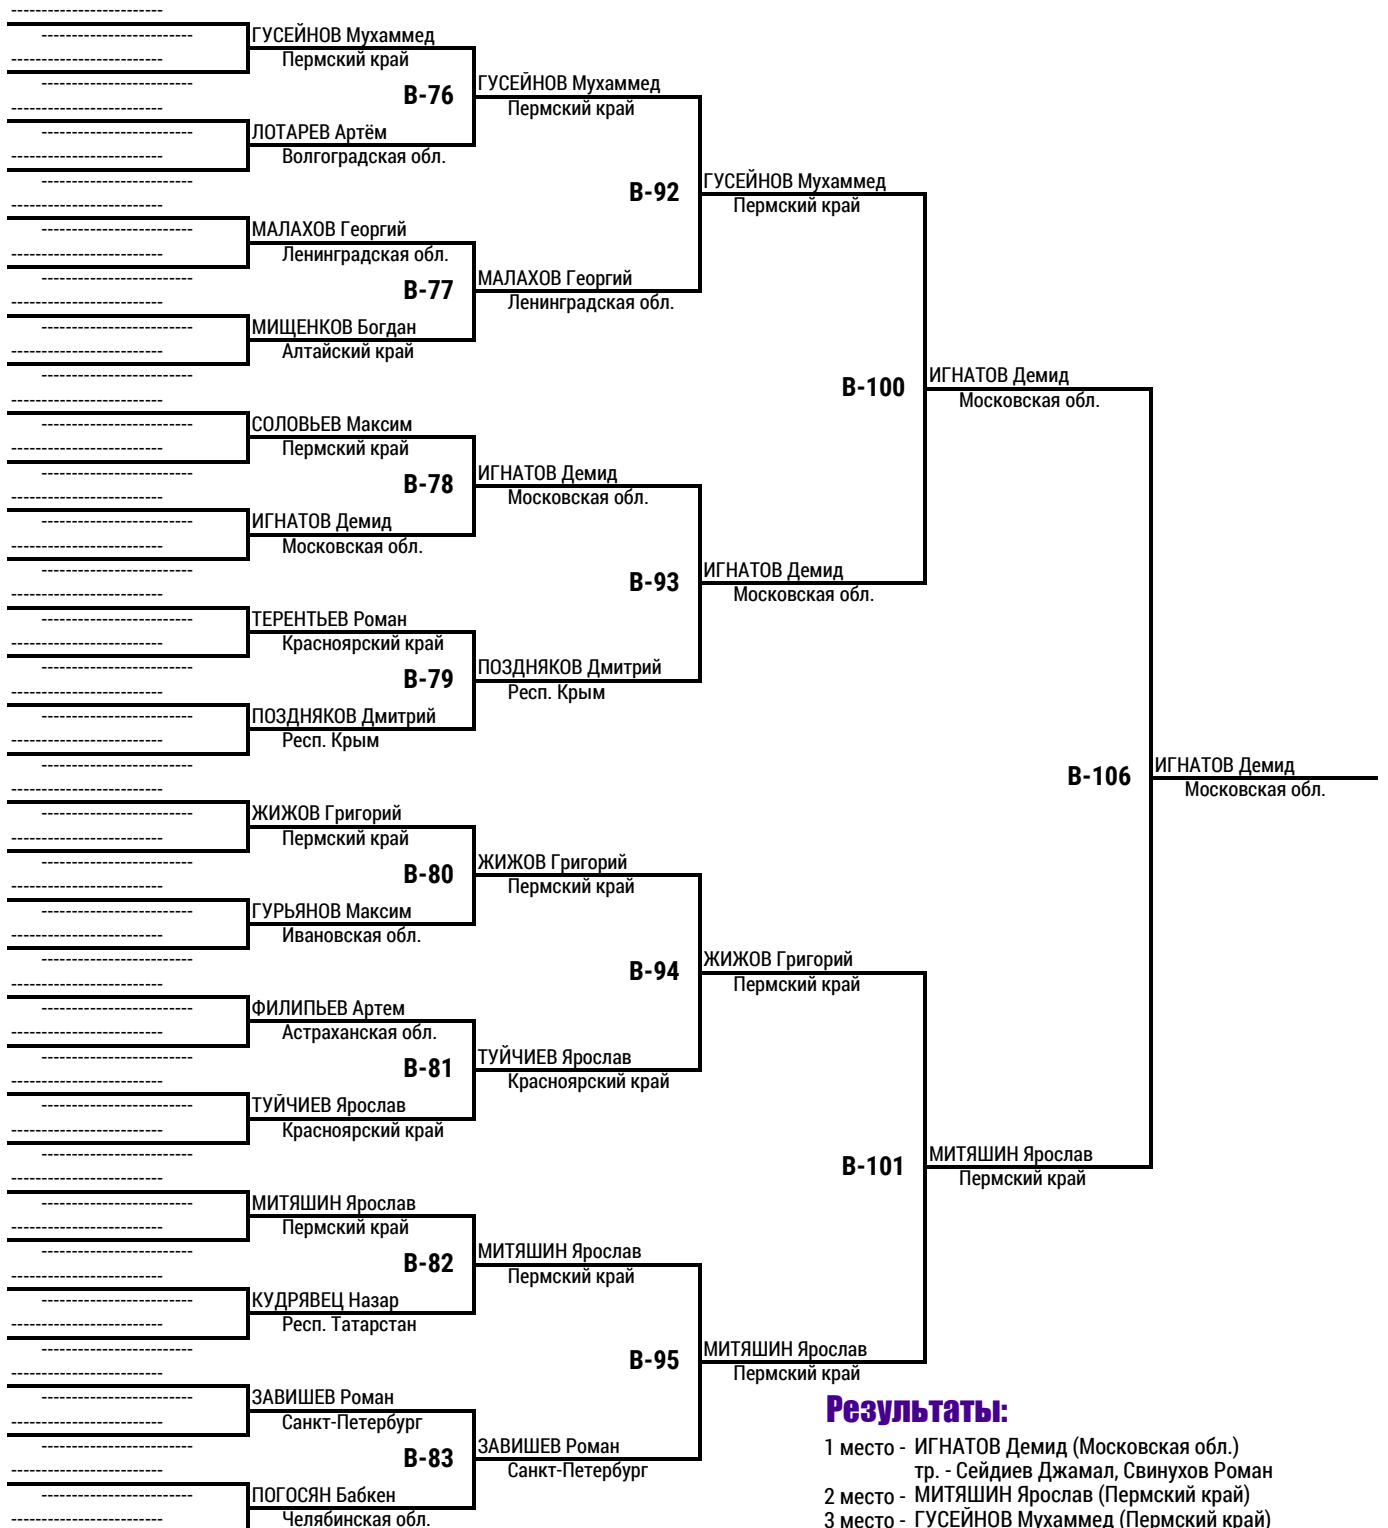 ГУСЕЙНОВ Мухаммед
Пермский край
B-76
ЛОТАРЕВ Артём
Волгоградская обл.
МАЛАХОВ Георгий
Ленинградская обл.
B-77
МИЩЕНКОВ Богдан
Алтайский край
СОЛОВЬЕВ Максим
Пермский край
B-78
ИГНАТОВ Демид
Московская обл.
ТЕРЕНТЬЕВ Роман
Красноярский край
B-79
ПОЗДНЯКОВ Дмитрий
Респ. Крым
ЖИЖОВ Григорий
Пермский край
B-80
ГУРЬЯНОВ Максим
Ивановская обл.
ФИЛИПЬЕВ Артем
Астраханская обл.
B-81
ТУЙЧИЕВ Ярослав
Красноярский край
МИТЯШИН Ярослав
Пермский край
B-82
КУДРЯВЕЦ Назар
Респ. Татарстан
ЗАВИШЕВ Роман
Санкт-Петербург
B-83
ПОГОСЯН Бабкен
Челябинская обл.
ГУСЕЙНОВ Мухаммед
Пермский край
B-92
МАЛАХОВ Георгий
Ленинградская обл.
ИГНАТОВ Демид
Московская обл.
B-93
ПОЗДНЯКОВ Дмитрий
Респ. Крым
ЖИЖОВ Григорий
Пермский край
B-94
ТУЙЧИЕВ Ярослав
Красноярский край
МИТЯШИН Ярослав
Пермский край
B-95
ЗАВИШЕВ Роман
Санкт-Петербург
ГУСЕЙНОВ Мухаммед
Пермский край
B-100
ИГНАТОВ Демид
Московская обл.
ЖИЖОВ Григорий
Пермский край
B-101
МИТЯШИН Ярослав
Пермский край
ИГНАТОВ Демид
Московская обл.
B-106
МИТЯШИН Ярослав
Пермский край
ИГНАТОВ Демид
Московская обл.
Результаты:
1 место - ИГНАТОВ Демид (Московская обл.)
тр. - Сейдиев Джамал, Свинухов Роман
2 место - МИТЯШИН Ярослав (Пермский край)
3 место - ГУСЕЙНОВ Мухаммед (Пермский край)